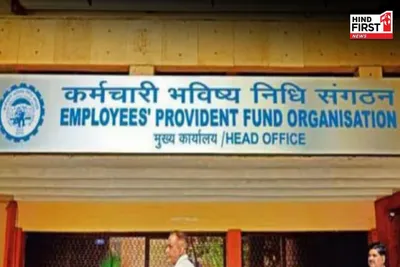 HIND
FIRST
NEWS
कर्मचारी भविष्य निधि संगठन
EMPLOYEES' PROVIDENT FUND ORGANISATION
मुख्य कार्यालय /HEAD OFFICE